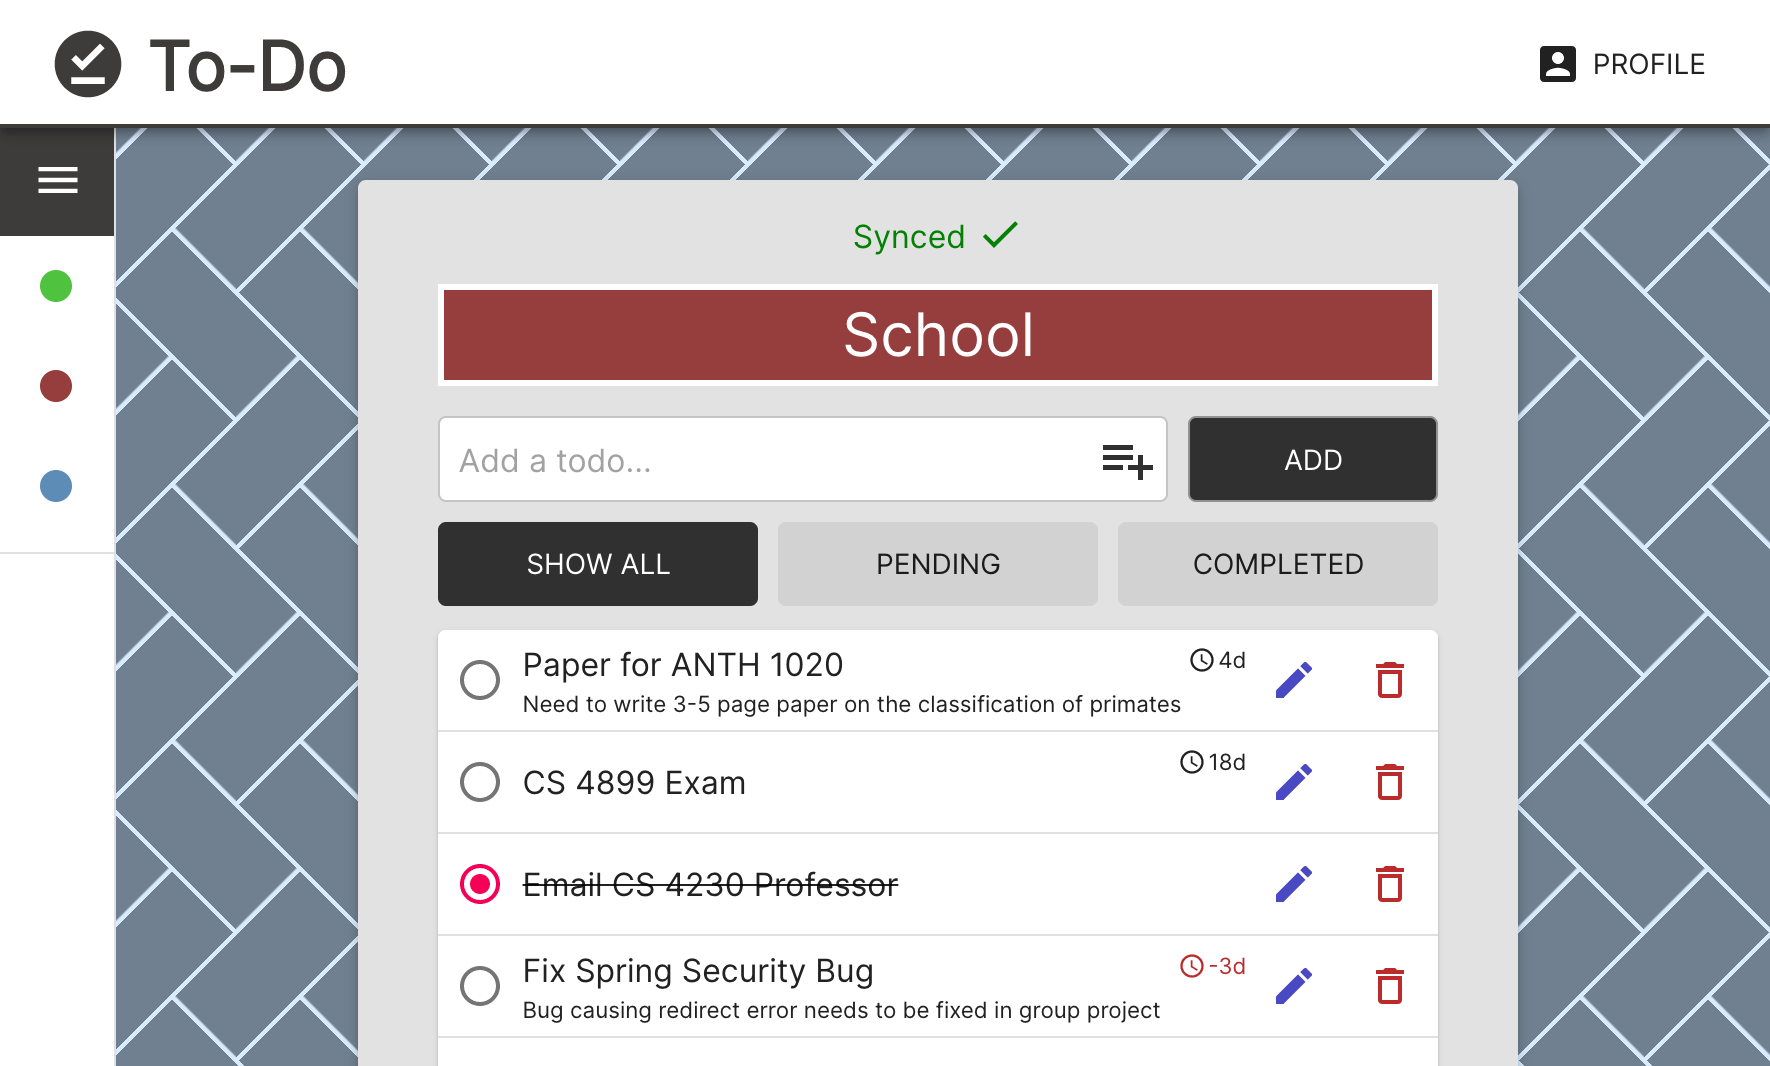 To-Do
PROFILE
Synced
School
Add a todo...
ADD
SHOW ALL
PENDING
COMPLETED
Paper for ANTH 1020
4d
Need to write 3-5 page paper on the classification of primates
CS 4899 Exam
18d
Email CS 4230 Professor
Fix Spring Security Bug
-3d
Bug causing redirect error needs to be fixed in group project